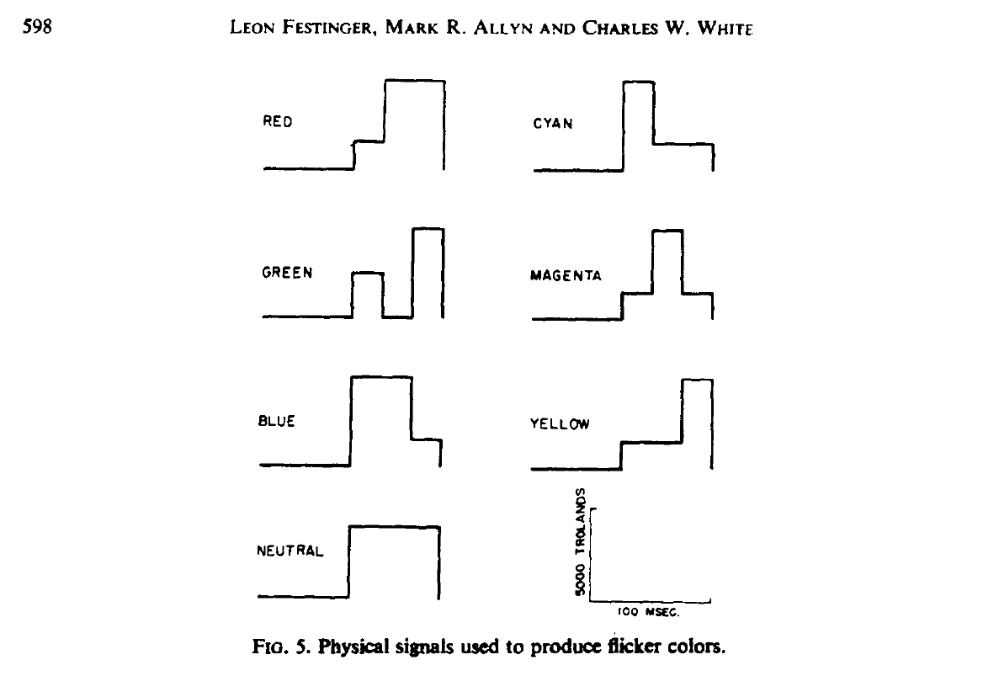 598
LEON FESTINGER, MARK R. ALLYN AND CHARLES W. WHITE
RED
CYAN
GREEN
MAGENTA
BLUE
YELLOW
NEUTRAL
5000 TROLANDS
100 MSEC.
FIG. 5. Physical signals used to produce flicker colors.